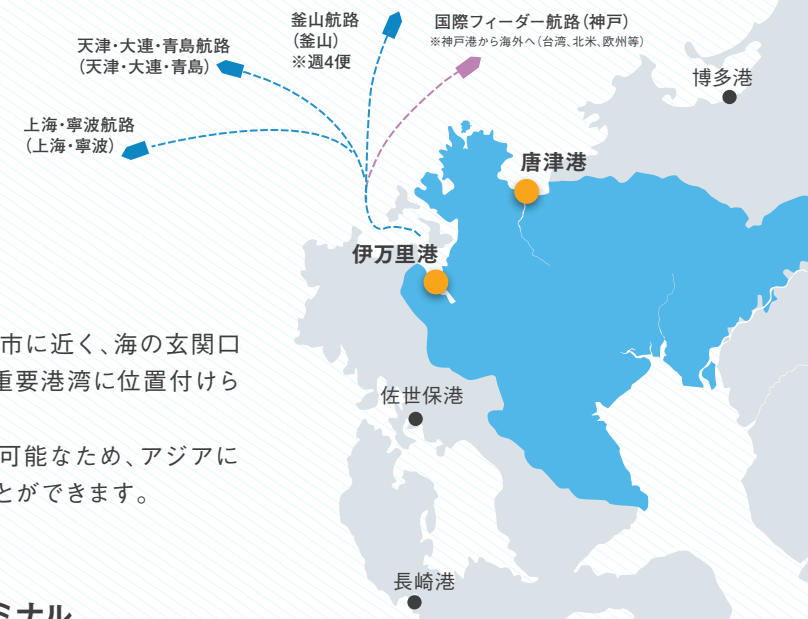 釜山航路
(釜山)
※週4便
国際フィーダー航路(神戸)
※神戸港から海外へ(台湾、北米、欧州等)
天津・大連・青島航路
(天津・大連・青島)
上海・寧波航路
(上海・寧波)
博多港
唐津港
伊万里港
佐世保港
長崎港
市に近く、海の玄関口
重要港湾に位置付けら
可能なため、アジアに
とができます。
ミナル